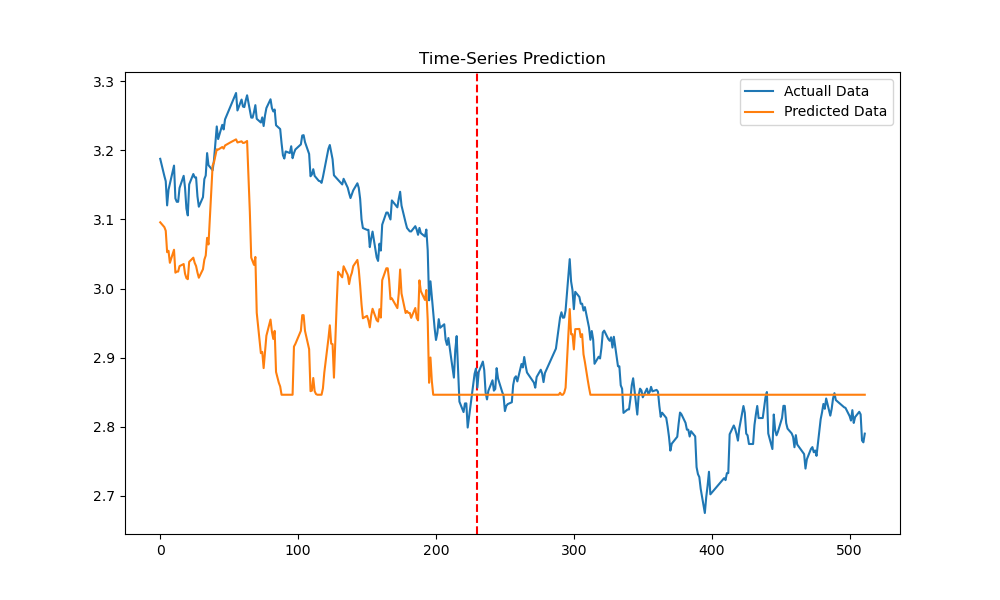 Time-Series Prediction
Actuall Data
Predicted Data
3.3
3.2
3.1
3.0
2.9
2.8
2.7
0 100 200 300 400 500